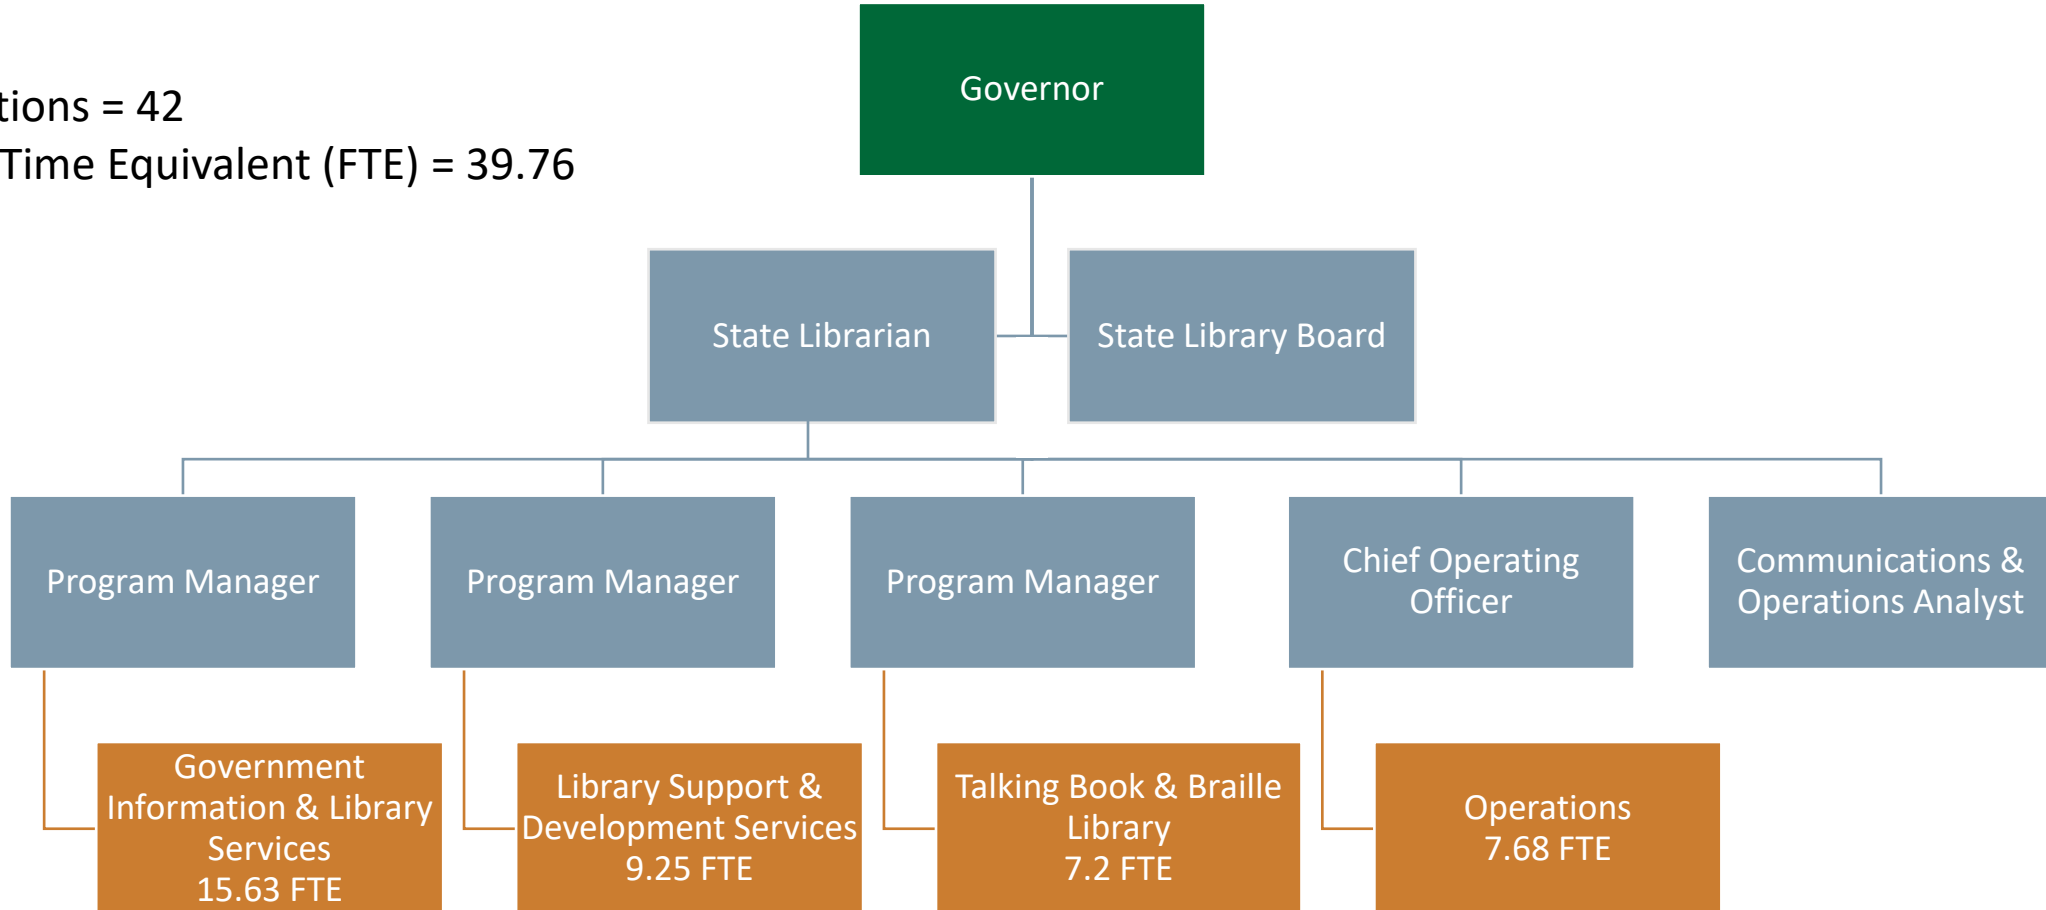 Governor
tions = 42
Time Equivalent (FTE) = 39.76
State Librarian
State Library Board
Program Manager
Program Manager
Program Manager
Chief Operating
Officer
Communications &
Operations Analyst
Government
Information & Library
Services
15.63 FTE
Library Support &
Development Services
9.25 FTE
Talking Book & Braille
Library
7.2 FTE
Operations
7.68 FTE